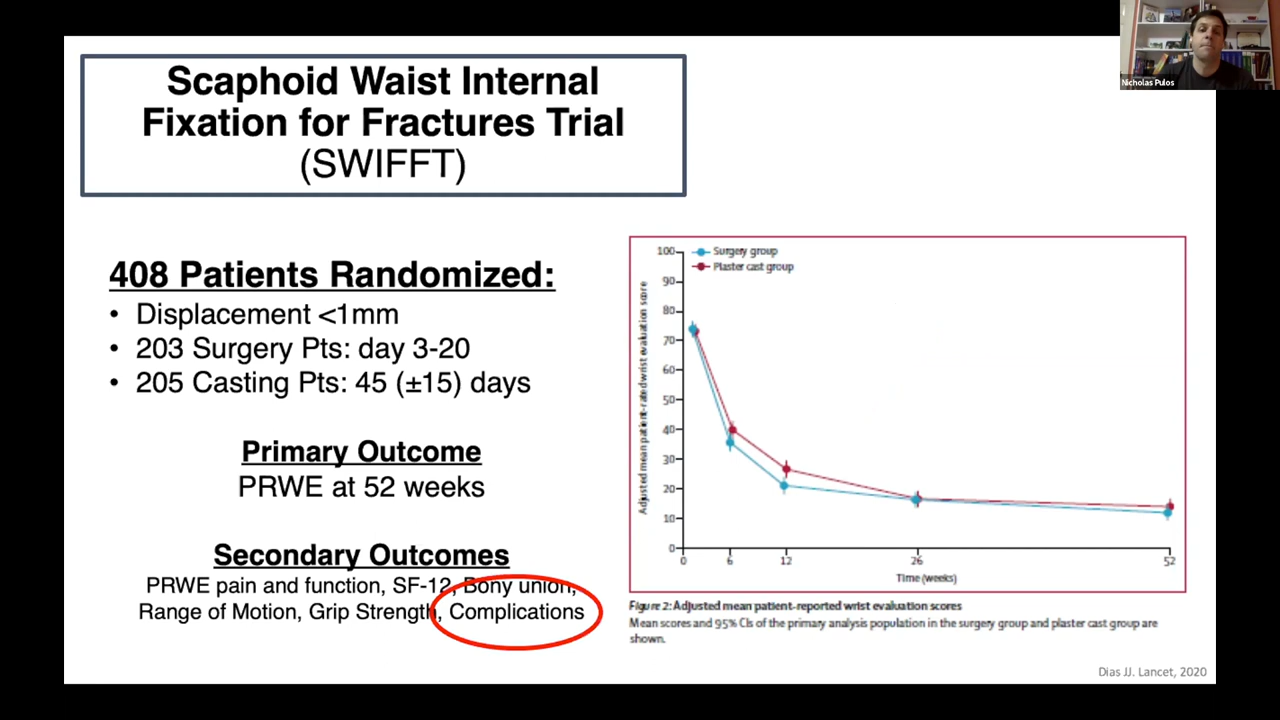 Scaphoid Waist Internal
Fixation for Fractures Trial
(SWIFFT)
Nicholas Pulos
408 Patients Randomized:
• Displacement <1mm
• 203 Surgery Pts: day 3-20
• 205 Casting Pts: 45 (±15) days
Primary Outcome
PRWE at 52 weeks
Secondary Outcomes
PRWE pain and function, SF-12, Bony union,
Range of Motion, Grip Strength, Complications
Surgery group
Plaster cast group
Adjusted mean patient-rated wrist evaluation score
100
90
80
70
60
50
40
30
20
10
0
0 6 12 26 52
Time (weeks)
Figure 2: Adjusted mean patient-reported wrist evaluation scores
Mean scores and 95% CIs of the primary analysis population in the surgery group and plaster cast group are
shown.
Dias JJ. Lancet, 2020